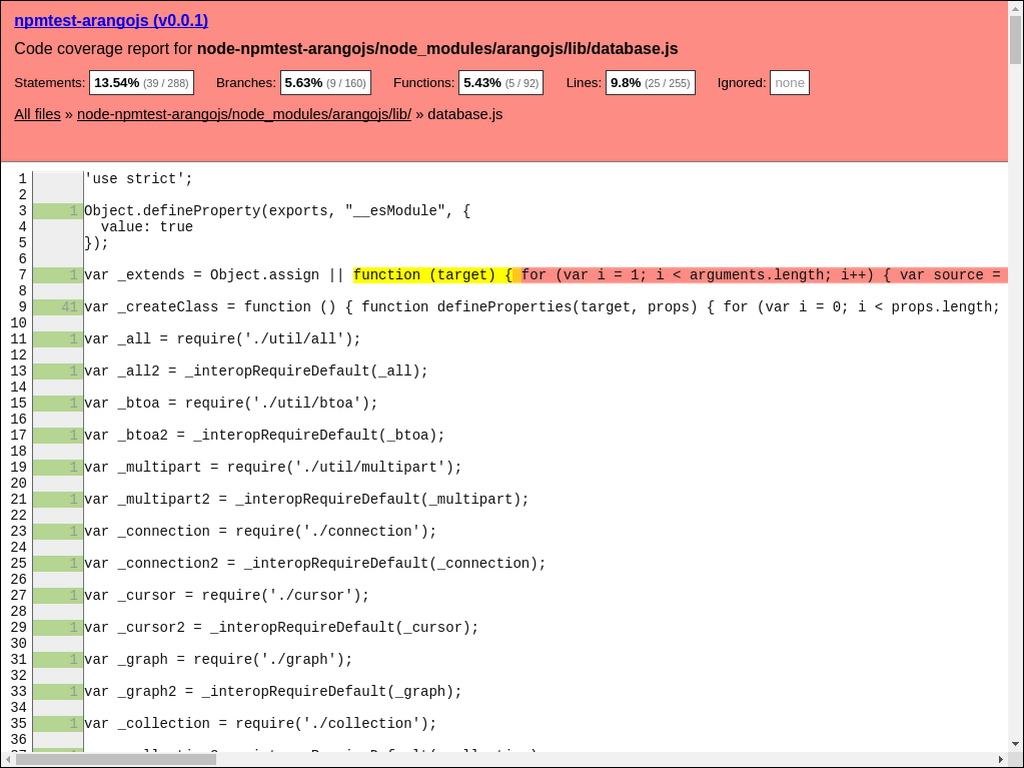 npmtest-arangojs (v0.0.1)
Code coverage report for node-npmtest-arangojs/node_modules/arangojs/lib/database.js
Statements: 13.54% (39 / 288) Branches: 5.63% (9 / 160) Functions: 5.43% (5 / 92) Lines: 9.8% (25 / 255) Ignored: none
All files » node-npmtest-arangojs/node_modules/arangojs/lib/ » database.js
1 'use strict';
2
3 1 Object.defineProperty(exports, "__esModule", {
4 value: true
5 });
6
7 1 var _extends = Object.assign || function (target) { for (var i = 1; i < arguments.length; i++) { var source =
8
9 41 var _createClass = function () { function defineProperties(target, props) { for (var i = 0; i < props.length;
10
11 1 var _all = require('./util/all');
12
13 1 var _all2 = _interopRequireDefault(_all);
14
15 1 var _btoa = require('./util/btoa');
16
17 1 var _btoa2 = _interopRequireDefault(_btoa);
18
19 1 var _multipart = require('./util/multipart');
20
21 1 var _multipart2 = _interopRequireDefault(_multipart);
22
23 1 var _connection = require('./connection');
24
25 1 var _connection2 = _interopRequireDefault(_connection);
26
27 1 var _cursor = require('./cursor');
28
29 1 var _cursor2 = _interopRequireDefault(_cursor);
30
31 1 var _graph = require('./graph');
32
33 1 var _graph2 = _interopRequireDefault(_graph);
34
35 1 var _collection = require('./collection');
36